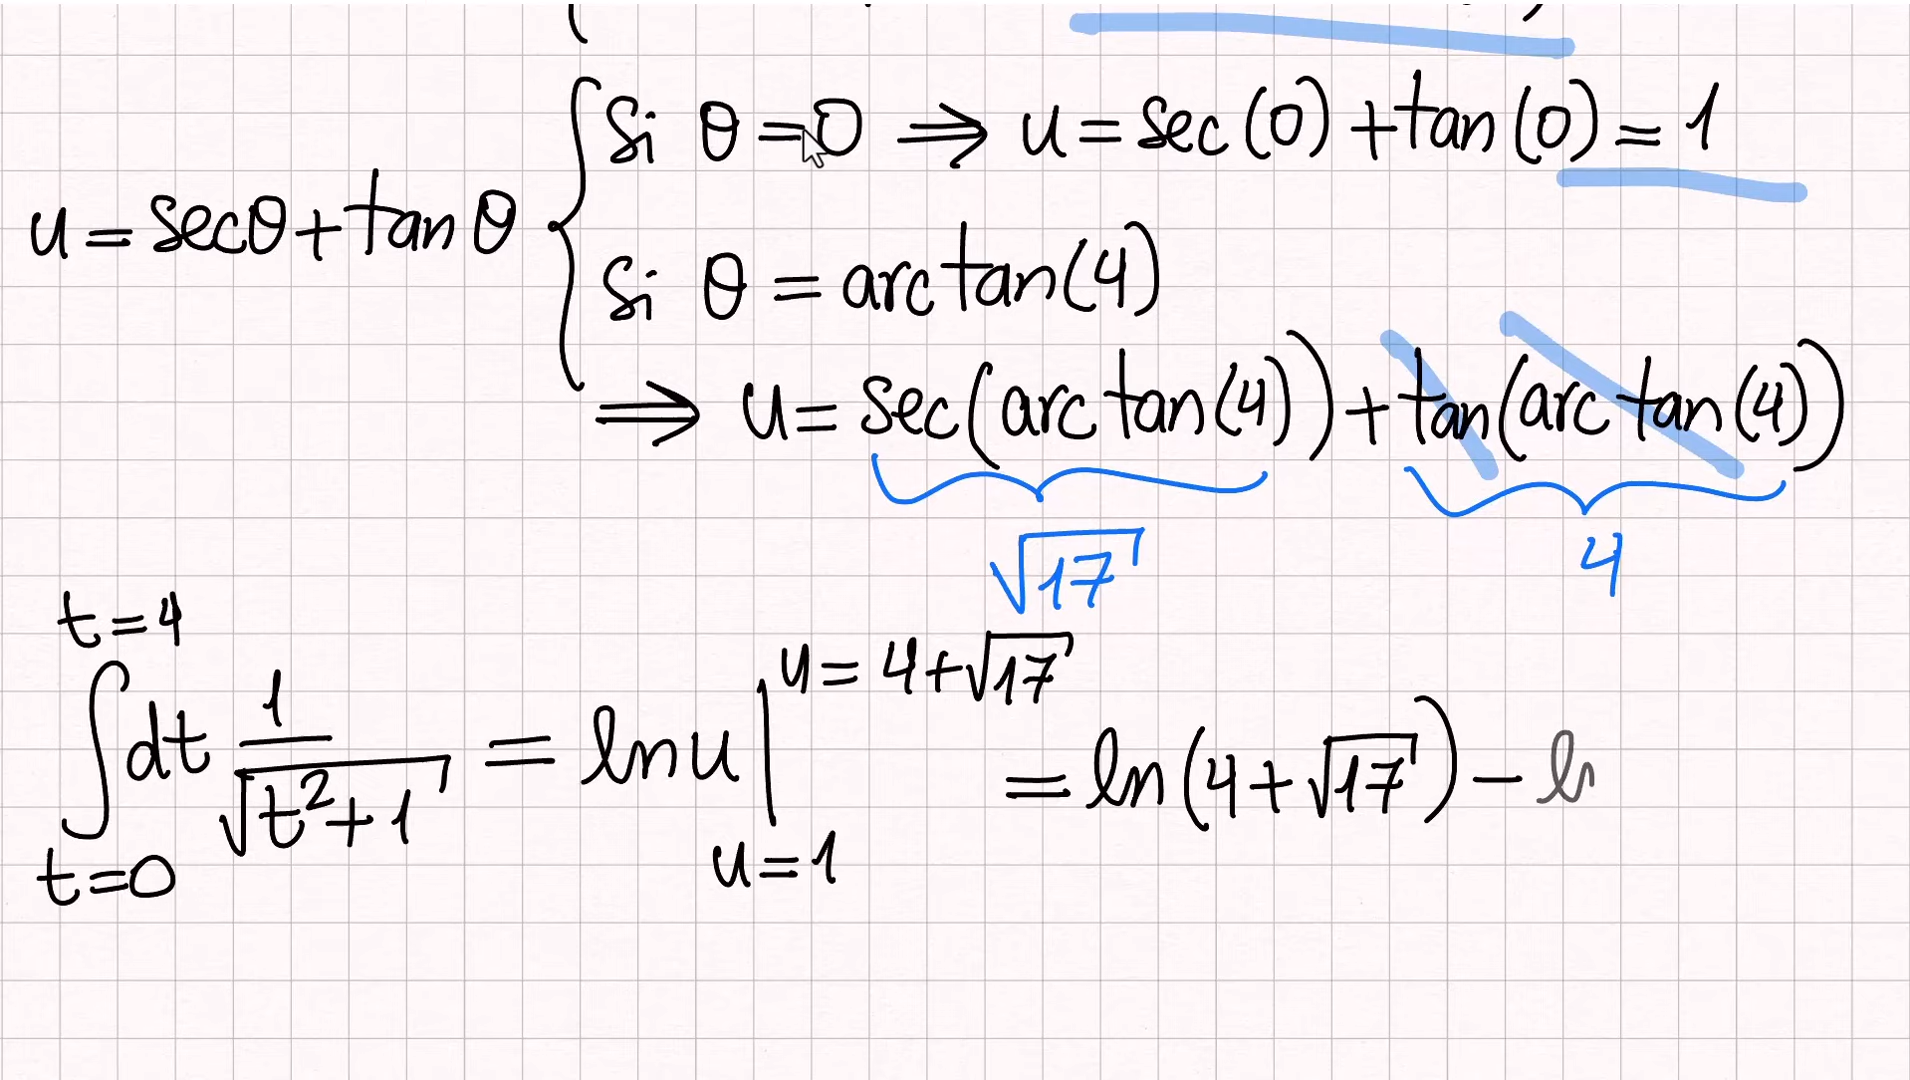 si θ = 0 ⇒ u = sec(0) + tan(0) = 1
u = secθ + tan θ
si θ = arctan(4)
⇒ u = sec(arctan(4)) + tan(arctan(4))
√17 4
t=4
∫ dt 1/√(t²+1) = ln u | u = 4+√17 = ln(4+√17) − ln
t=0 u=1